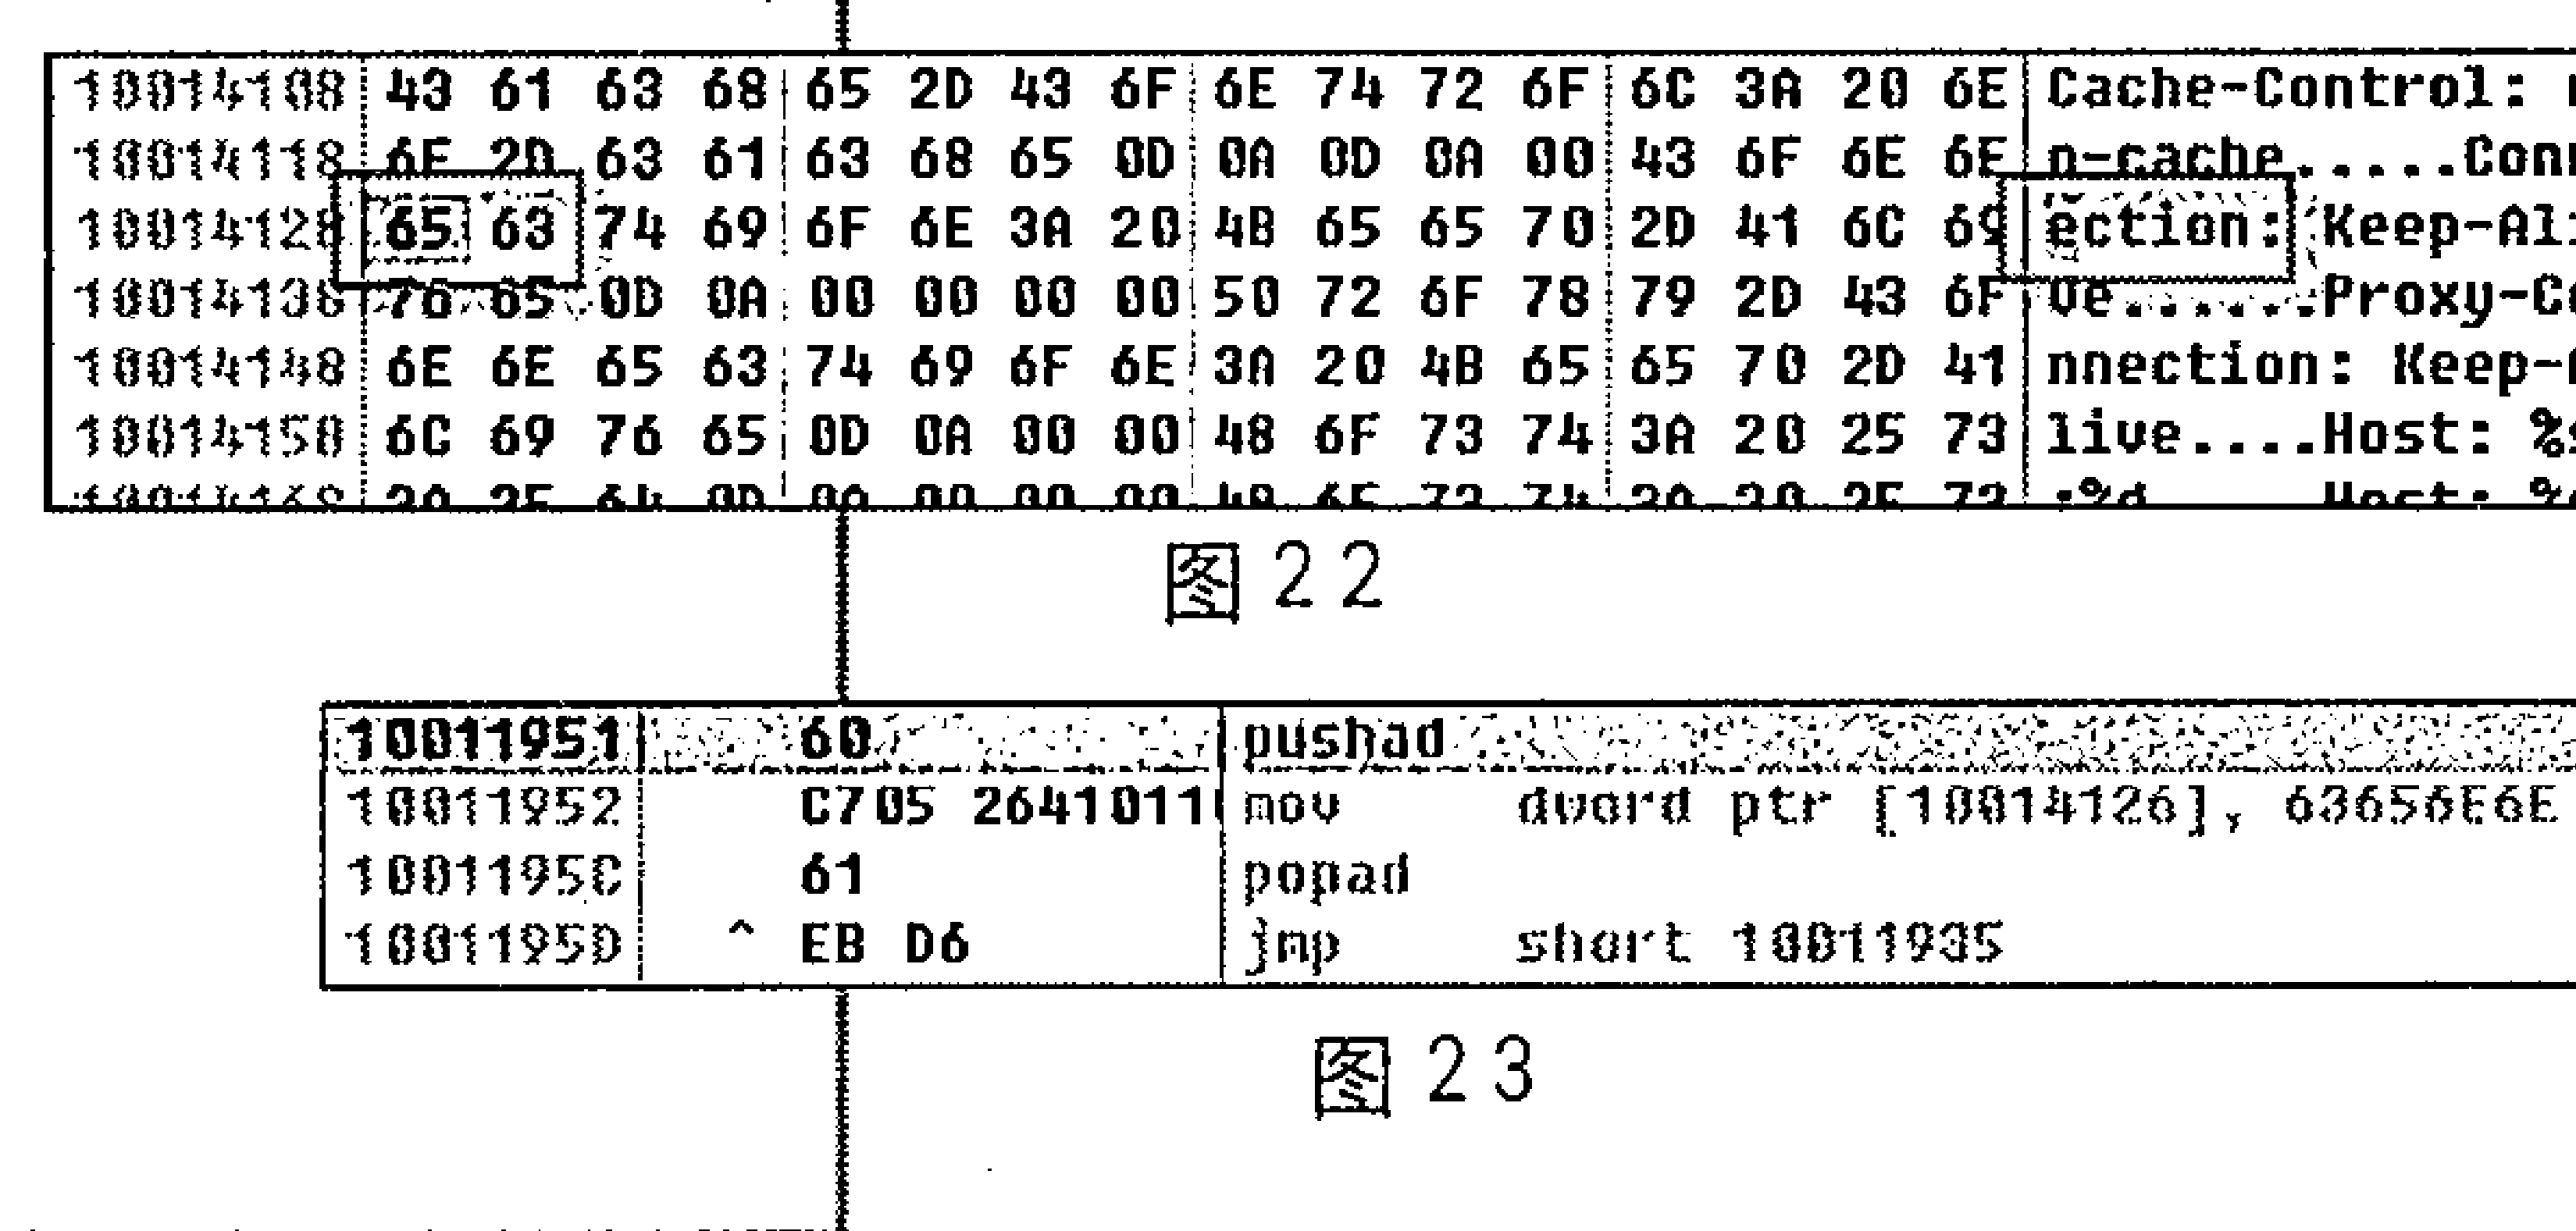 10014108 43 61 63 68 65 2D 43 6F 6E 74 72 6F 6C 3A 20 6E Cache-Control:
10014118 6E 2D 63 61 63 68 65 0D 0A 0D 0A 00 43 6F 6E 6E n-cache.....Conn
10014128 65 63 74 69 6F 6E 3A 20 4B 65 65 70 2D 41 6C 69 ection: Keep-Ali
10014138 76 65 0D 0A 00 00 00 00 50 72 6F 78 79 2D 43 6F ve......Proxy-Co
10014148 6E 6E 65 63 74 69 6F 6E 3A 20 4B 65 65 70 2D 41 nnection: Keep-
10014158 6C 69 76 65 0D 0A 00 00 48 6F 73 74 3A 20 25 73 live....Host: %s
图22
10011951 60 pushad
10011952 C705 26410110 mov dword ptr [10014126], 63656E6E
1001195C 61 popad
1001195D ^ EB D6 jmp short 10011935
图23